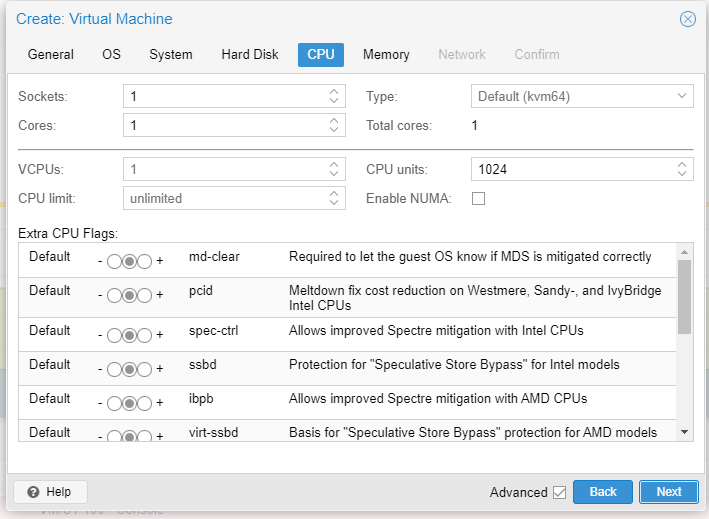 Create: Virtual Machine
General OS System Hard Disk CPU Memory Network Confirm
Sockets: 1 Type: Default (kvm64)
Cores: 1 Total cores: 1
VCPUs: 1 CPU units: 1024
CPU limit: unlimited Enable NUMA:
Extra CPU Flags:
Default - + md-clear Required to let the guest OS know if MDS is mitigated correctly
Default - + pcid Meltdown fix cost reduction on Westmere, Sandy-, and IvyBridge
Intel CPUs
Default - + spec-ctrl Allows improved Spectre mitigation with Intel CPUs
Default - + ssbd Protection for "Speculative Store Bypass" for Intel models
Default - + ibpb Allows improved Spectre mitigation with AMD CPUs
Default - + virt-ssbd Basis for "Speculative Store Bypass" protection for AMD models
Help Advanced Back Next